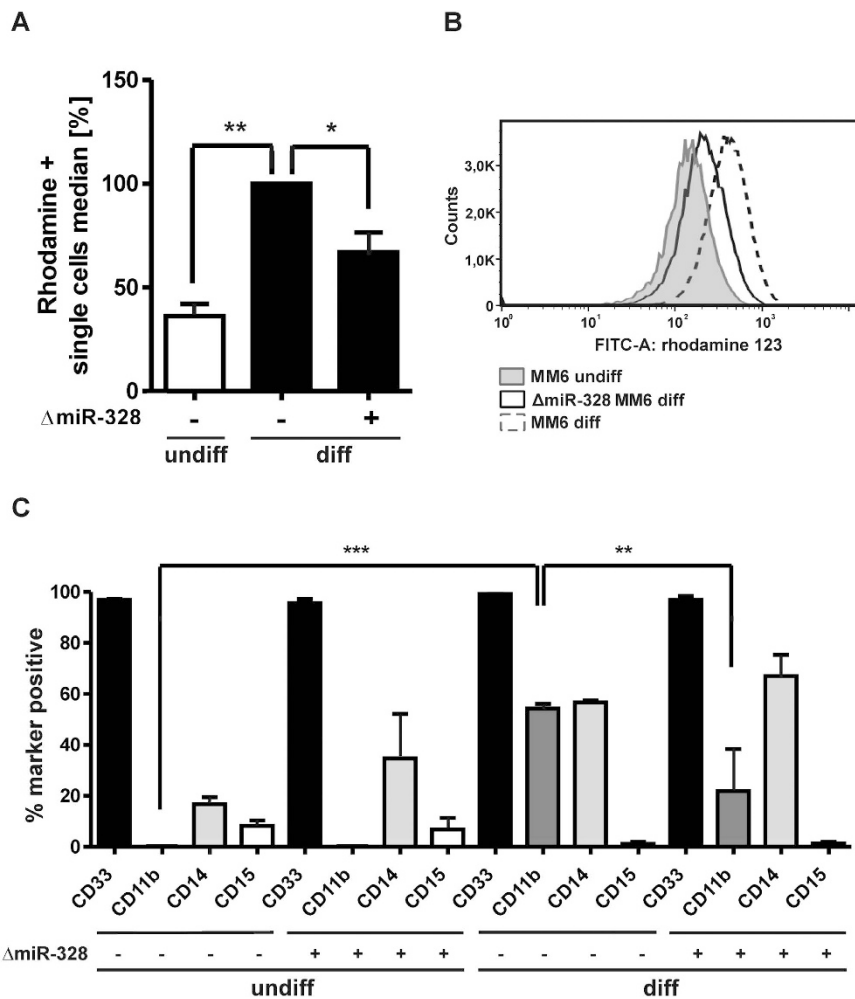 A
150
100
50
0
Rhodamine +
single cells median [%]
**
*
ΔmiR-328
-
-
+
undiff
diff
B
3,0K
2,0K
1,0K
0
Counts
10⁰
10²
10³
FITC-A: rhodamine 123
MM6 undiff
ΔmiR-328 MM6 diff
MM6 diff
C
***
**
100
80
60
40
20
0
% marker positive
CD33
CD11b
CD14
CD15
CD33
CD11b
CD14
CD15
CD33
CD11b
CD14
CD15
CD33
CD11b
CD14
CD15
ΔmiR-328
- - - - + + + + - - - - + + + +
undiff
diff